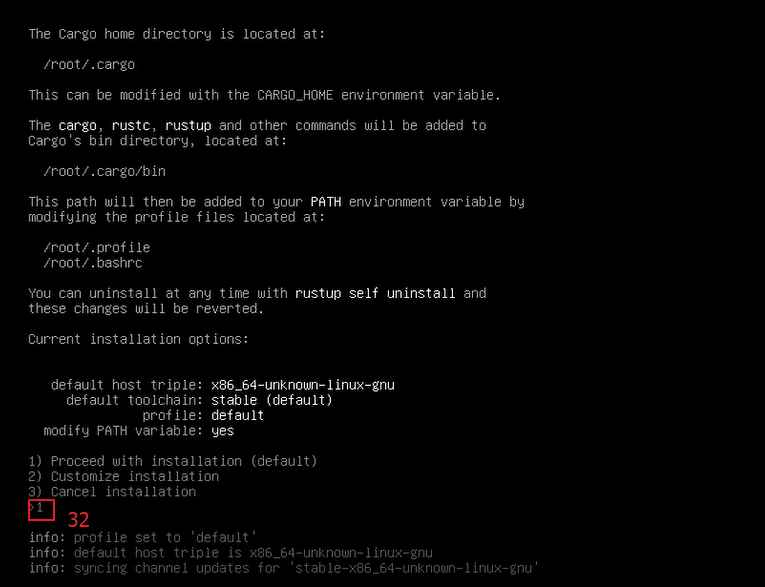 The Cargo home directory is located at:
/root/.cargo
This can be modified with the CARGO_HOME environment variable.
The cargo, rustc, rustup and other commands will be added to
Cargo's bin directory, located at:
/root/.cargo/bin
This path will then be added to your PATH environment variable by
modifying the profile files located at:
/root/.profile
/root/.bashrc
You can uninstall at any time with rustup self uninstall and
these changes will be reverted.
Current installation options:
default host triple: x86_64-unknown-linux-gnu
default toolchain: stable (default)
profile: default
modify PATH variable: yes
1) Proceed with installation (default)
2) Customize installation
3) Cancel installation
>1
32
info: profile set to 'default'
info: default host triple is x86_64-unknown-linux-gnu
info: syncing channel updates for 'stable-x86_64-unknown-linux-gnu'